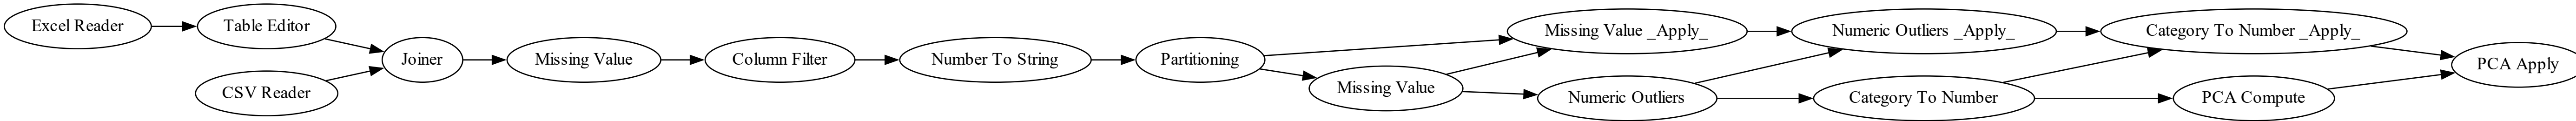 Excel Reader
Table Editor
CSV Reader
Joiner
Missing Value
Column Filter
Number To String
Partitioning
Missing Value
Missing Value _Apply_
Numeric Outliers
Numeric Outliers _Apply_
Category To Number
Category To Number _Apply_
PCA Compute
PCA Apply